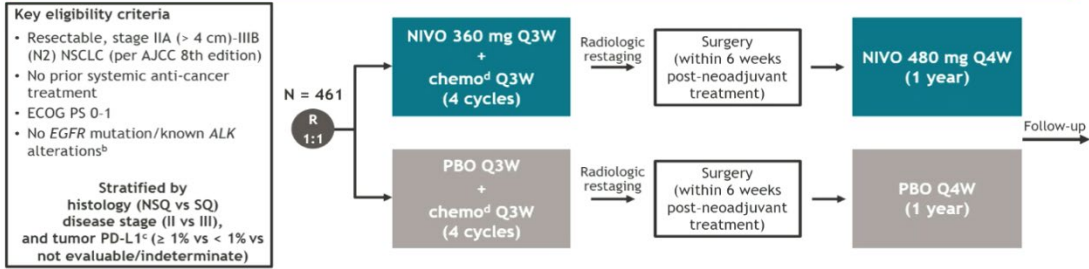 Key eligibility criteria
• Resectable, stage IIA (> 4 cm)-IIIB
(N2) NSCLC (per AJCC 8th edition)
• No prior systemic anti-cancer
treatment
• ECOG PS 0-1
• No EGFR mutation/known ALK
alterationsᵇ
Stratified by
histology (NSQ vs SQ)
disease stage (II vs III),
and tumor PD-L1ᶜ (≥ 1% vs < 1% vs
not evaluable/indeterminate)
N = 461
R
1:1
NIVO 360 mg Q3W
+
chemoᵈ Q3W
(4 cycles)
Radiologic
restaging
Surgery
(within 6 weeks
post-neoadjuvant
treatment)
NIVO 480 mg Q4W
(1 year)
PBO Q3W
+
chemoᵈ Q3W
(4 cycles)
Radiologic
restaging
Surgery
(within 6 weeks
post-neoadjuvant
treatment)
PBO Q4W
(1 year)
Follow-up